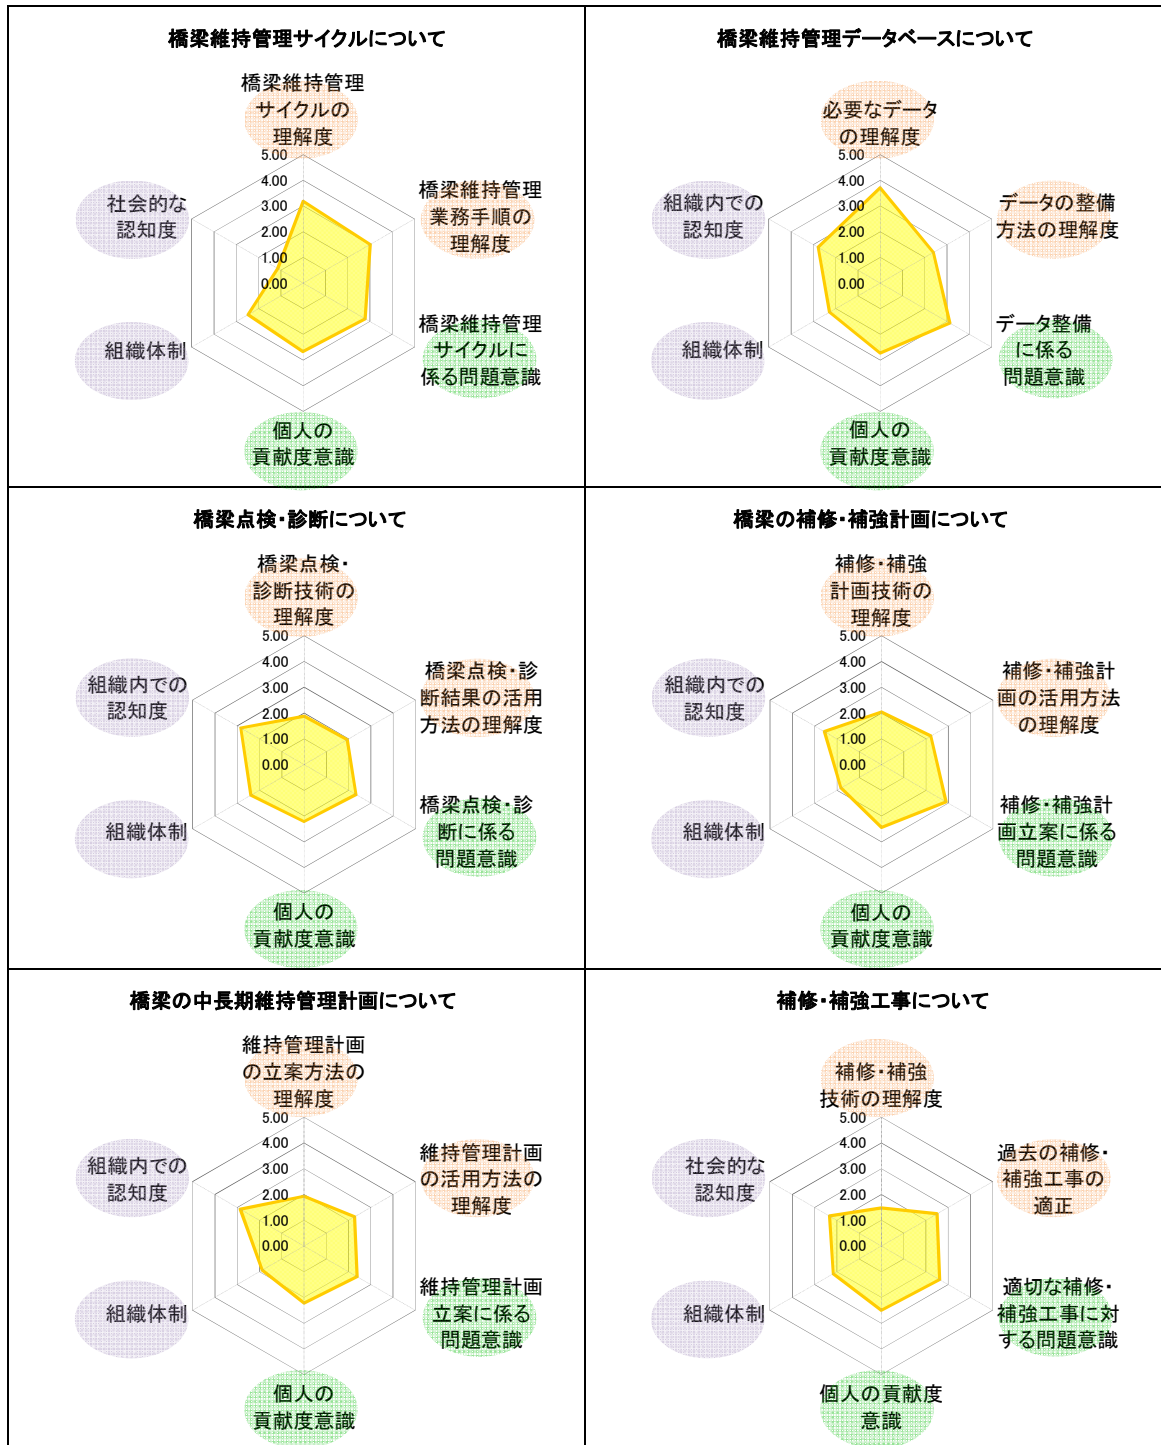 橋梁維持管理サイクルについて
橋梁維持管理
サイクルの
理解度
5.00
4.00
3.00
2.00
1.00
0.00
橋梁維持管理
業務手順の
理解度
橋梁維持管理
サイクルに
係る問題意識
個人の
貢献度意識
組織体制
社会的な
認知度
橋梁維持管理データベースについて
必要なデータ
の理解度
5.00
4.00
3.00
2.00
1.00
0.00
データの整備
方法の理解度
データ整備
に係る
問題意識
個人の
貢献度意識
組織体制
組織内での
認知度
橋梁点検・診断について
橋梁点検・
診断技術の
理解度
5.00
4.00
3.00
2.00
1.00
0.00
橋梁点検・診
断結果の活用
方法の理解度
橋梁点検・診
断に係る
問題意識
個人の
貢献度意識
組織体制
組織内での
認知度
橋梁の補修・補強計画について
補修・補強
計画技術の
理解度
5.00
4.00
3.00
2.00
1.00
0.00
補修・補強計
画の活用方法
の理解度
補修・補強計
画立案に係る
問題意識
個人の
貢献度意識
組織体制
組織内での
認知度
橋梁の中長期維持管理計画について
維持管理計画
の立案方法の
理解度
5.00
4.00
3.00
2.00
1.00
0.00
維持管理計画
の活用方法の
理解度
維持管理計画
立案に係る
問題意識
個人の
貢献度意識
組織体制
組織内での
認知度
補修・補強工事について
補修・補強
技術の理解度
5.00
4.00
3.00
2.00
1.00
0.00
過去の補修・
補強工事の
適正
適切な補修・
補強工事に対
する問題意識
個人の貢献度
意識
組織体制
社会的な
認知度